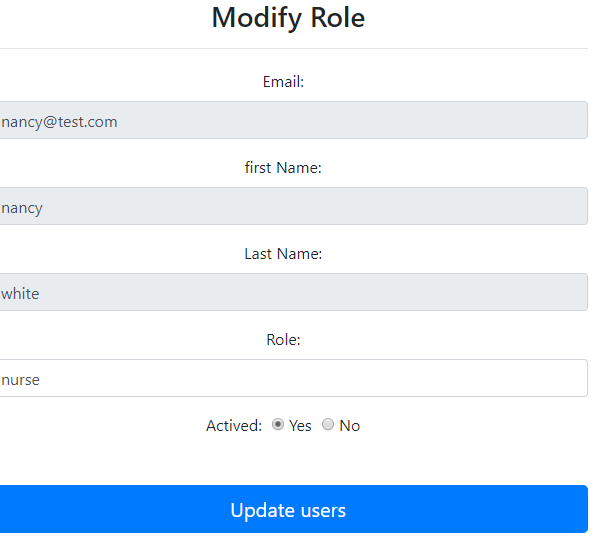 Modify Role
Email:
nancy@test.com
first Name:
nancy
Last Name:
white
Role:
nurse
Actived: Yes No
Update users